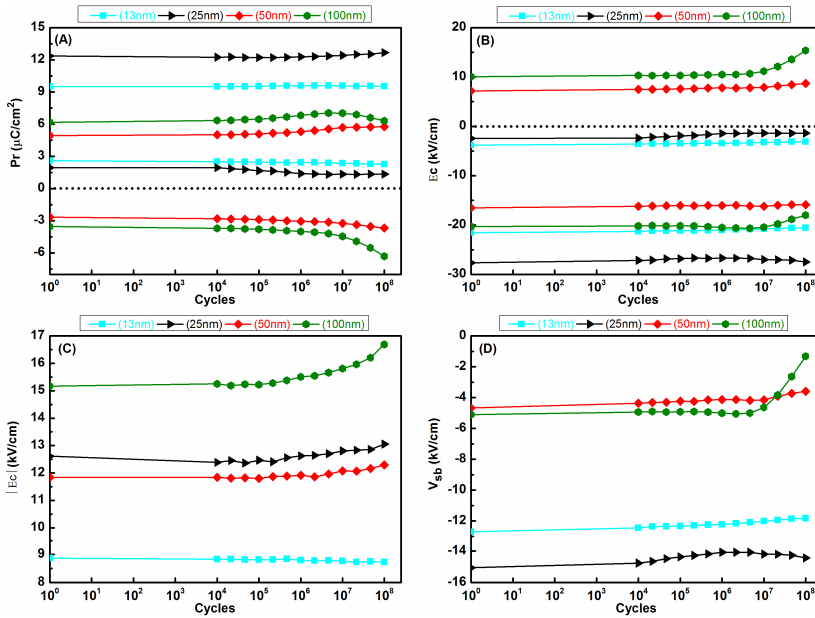 (13nm) (25nm) (50nm) (100nm)
(A)
15
12
9
6
3
0
-3
-6
Pr (μC/cm²)
10⁰ 10¹ 10² 10³ 10⁴ 10⁵ 10⁶ 10⁷ 10⁸
Cycles
(13nm) (25nm) (50nm) (100nm)
(B)
20
10
0
-10
-20
-30
Ec (kV/cm)
10⁰ 10¹ 10² 10³ 10⁴ 10⁵ 10⁶ 10⁷ 10⁸
Cycles
(13nm) (25nm) (50nm) (100nm)
(C)
17
16
15
14
13
12
11
10
9
8
|Ec| (kV/cm)
10⁰ 10¹ 10² 10³ 10⁴ 10⁵ 10⁶ 10⁷ 10⁸
Cycles
(13nm) (25nm) (50nm) (100nm)
(D)
0
-2
-4
-6
-8
-10
-12
-14
-16
Vsb (kV/cm)
10⁰ 10¹ 10² 10³ 10⁴ 10⁵ 10⁶ 10⁷ 10⁸
Cycles